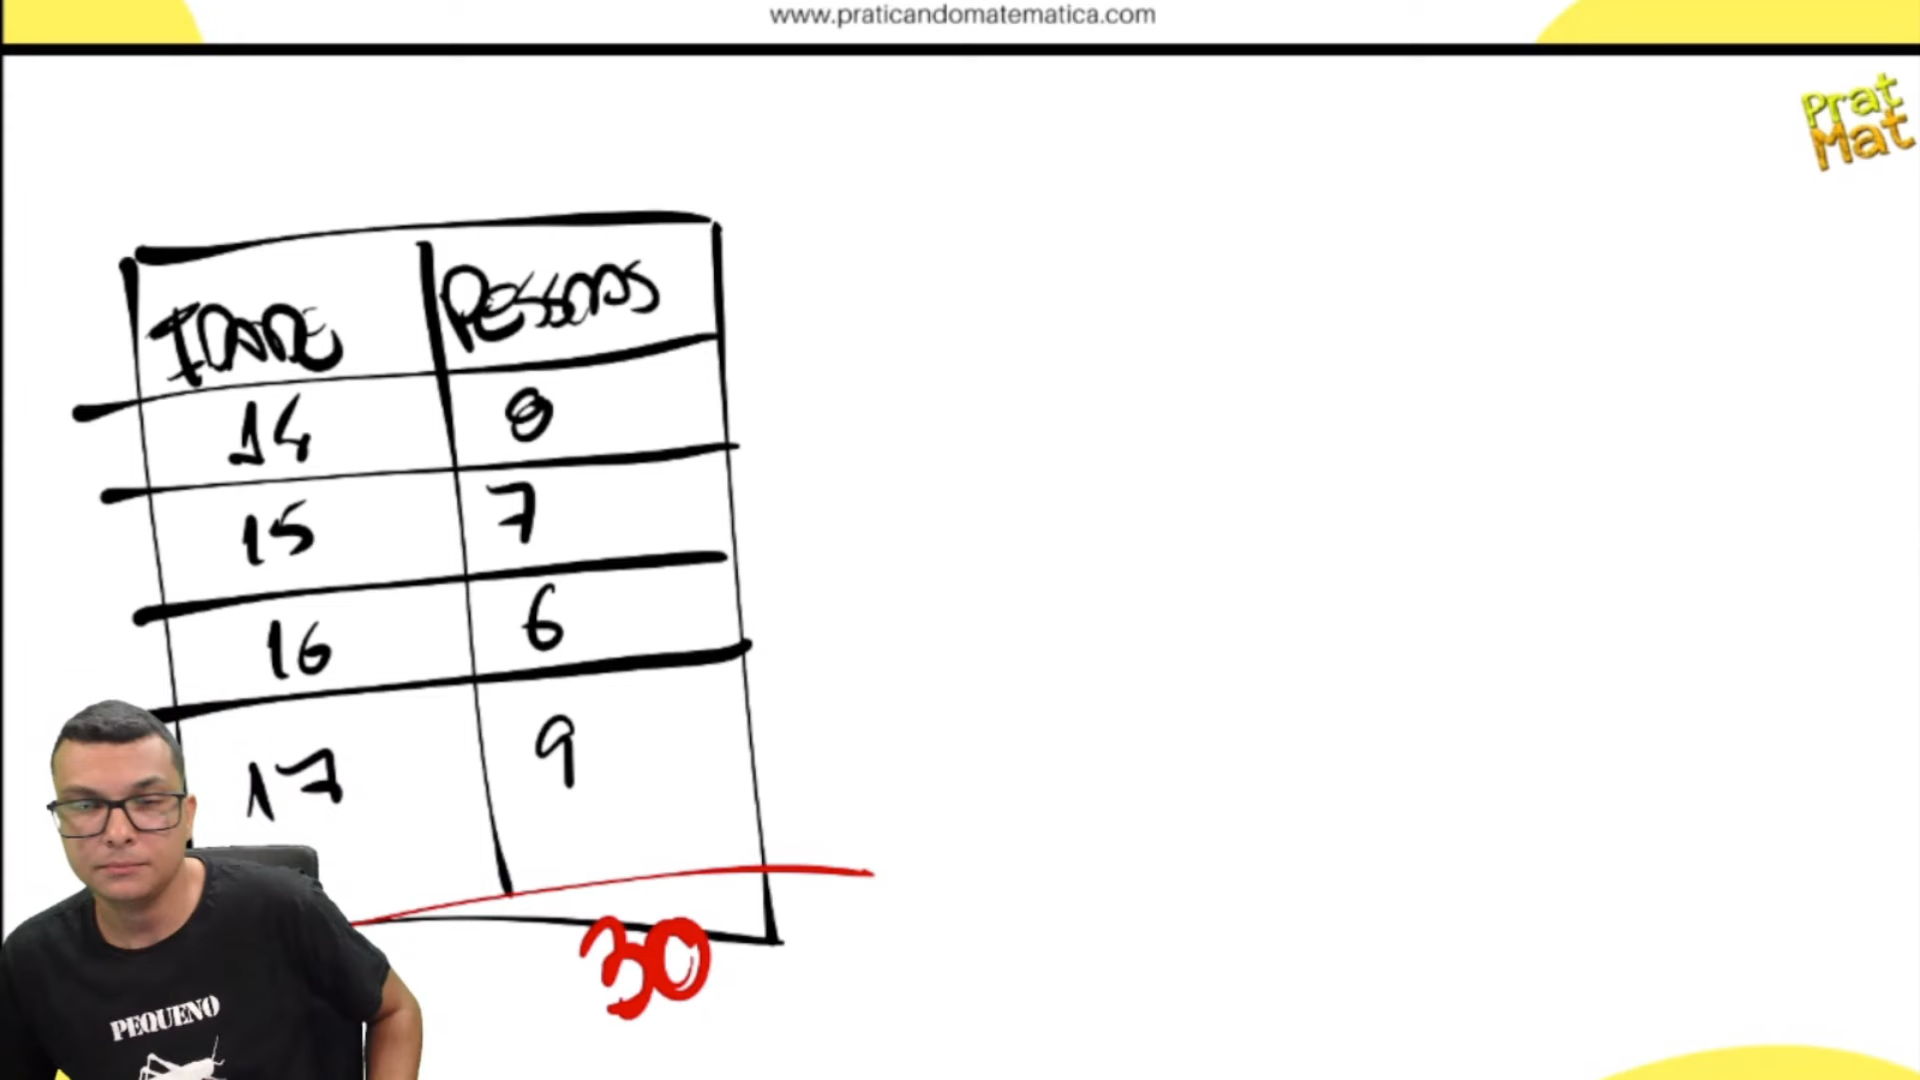 www.praticandomatematica.com
Prat
Mat
IDADE PESSOAS
14 8
15 7
16 6
17 9
30
PEQUENO